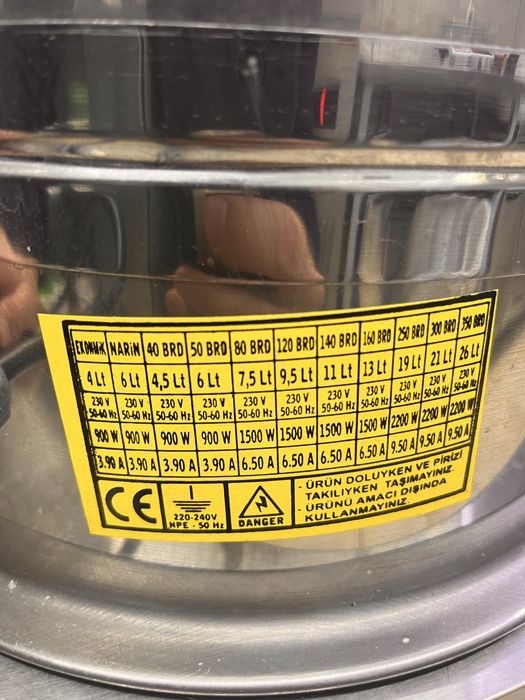 EKONOMİK NARİN 40 BRD 50 BRD 80 BRD 120 BRD 140 BRD 160 BRD 250 BRD 300 BRD 350 BRD
4 Lt 6 Lt 4,5 Lt 6 Lt 7,5 Lt 9,5 Lt 11 Lt 13 Lt 19 Lt 21 Lt 26 Lt
230 V 230 V 230 V 230 V 230 V 230 V 230 V 230 V 230 V 230 V 230 V
50-60 Hz 50-60 Hz 50-60 Hz 50-60 Hz 50-60 Hz 50-60 Hz 50-60 Hz 50-60 Hz 50-60 Hz 50-60 Hz 50-60 Hz
900 W 900 W 900 W 900 W 1500 W 1500 W 1500 W 1500 W 2200 W 2200 W 2200 W
3.90 A 3.90 A 3.90 A 3.90 A 6.50 A 6.50 A 6.50 A 6.50 A 9.50 A 9.50 A 9.50 A
CE
220-240V
HPE - 50 Hz
DANGER
- ÜRÜN DOLUYKEN VE PİRİZİ
TAKILIYKEN TAŞIMAYINIZ.
- ÜRÜNÜ AMACI DIŞINDA
KULLANMAYINIZ.